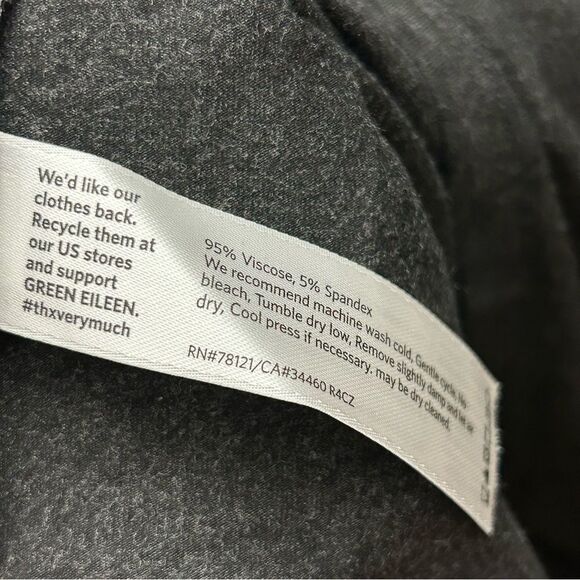 We'd like our
clothes back.
Recycle them at
our US stores
and support
GREEN EILEEN.
#thxverymuch
95% Viscose, 5% Spandex
We recommend machine wash cold, Gentle cycle, No
bleach, Tumble dry low, Remove slightly damp and let air
dry, Cool press if necessary. may be dry cleaned.
RN#78121/CA#34460 R4CZ